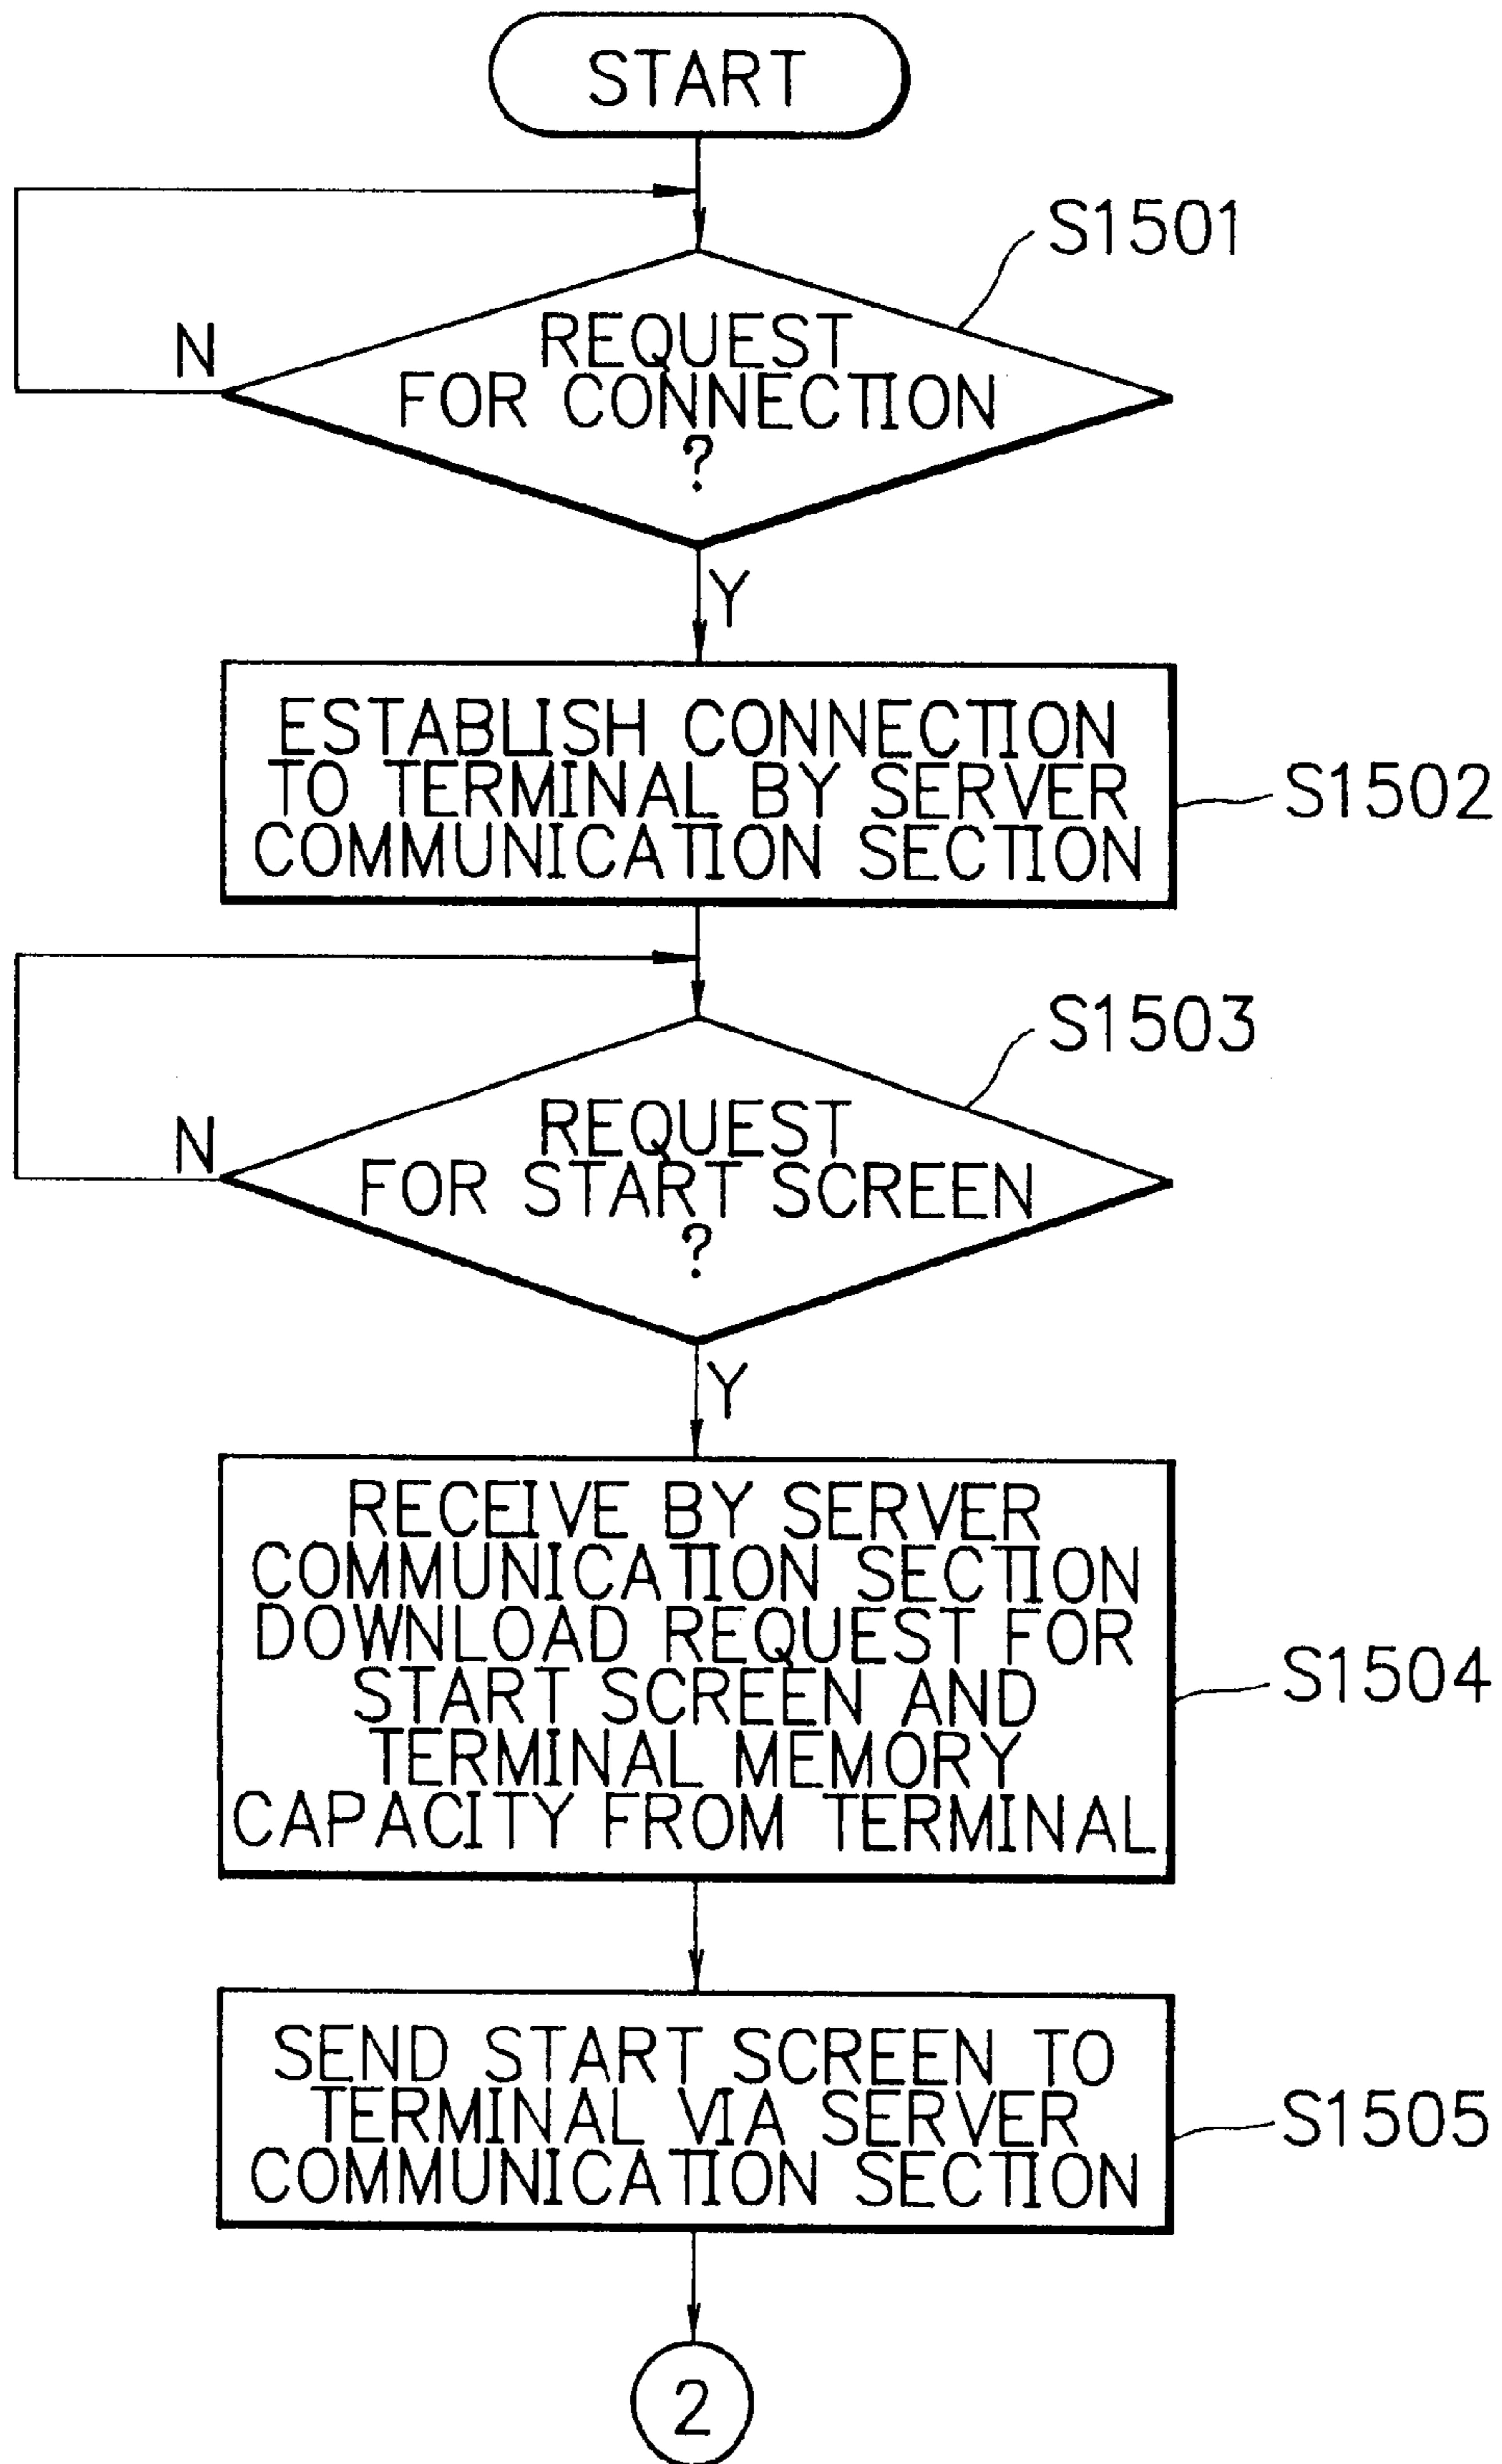 START
S1501
REQUEST
N
FOR CONNECTION
?
Y
ESTABLISH CONNECTION
TO TERMINAL BY SERVER
COMMUNICATION SECTION
S1502
S1503
REQUEST
N
FOR START SCREEN
?
Y
RECEIVE BY SERVER
COMMUNICATION SECTION
DOWNLOAD REQUEST FOR
START SCREEN AND
TERMINAL MEMORY
CAPACITY FROM TERMINAL
S1504
SEND START SCREEN TO
TERMINAL VIA SERVER
COMMUNICATION SECTION
S1505
2